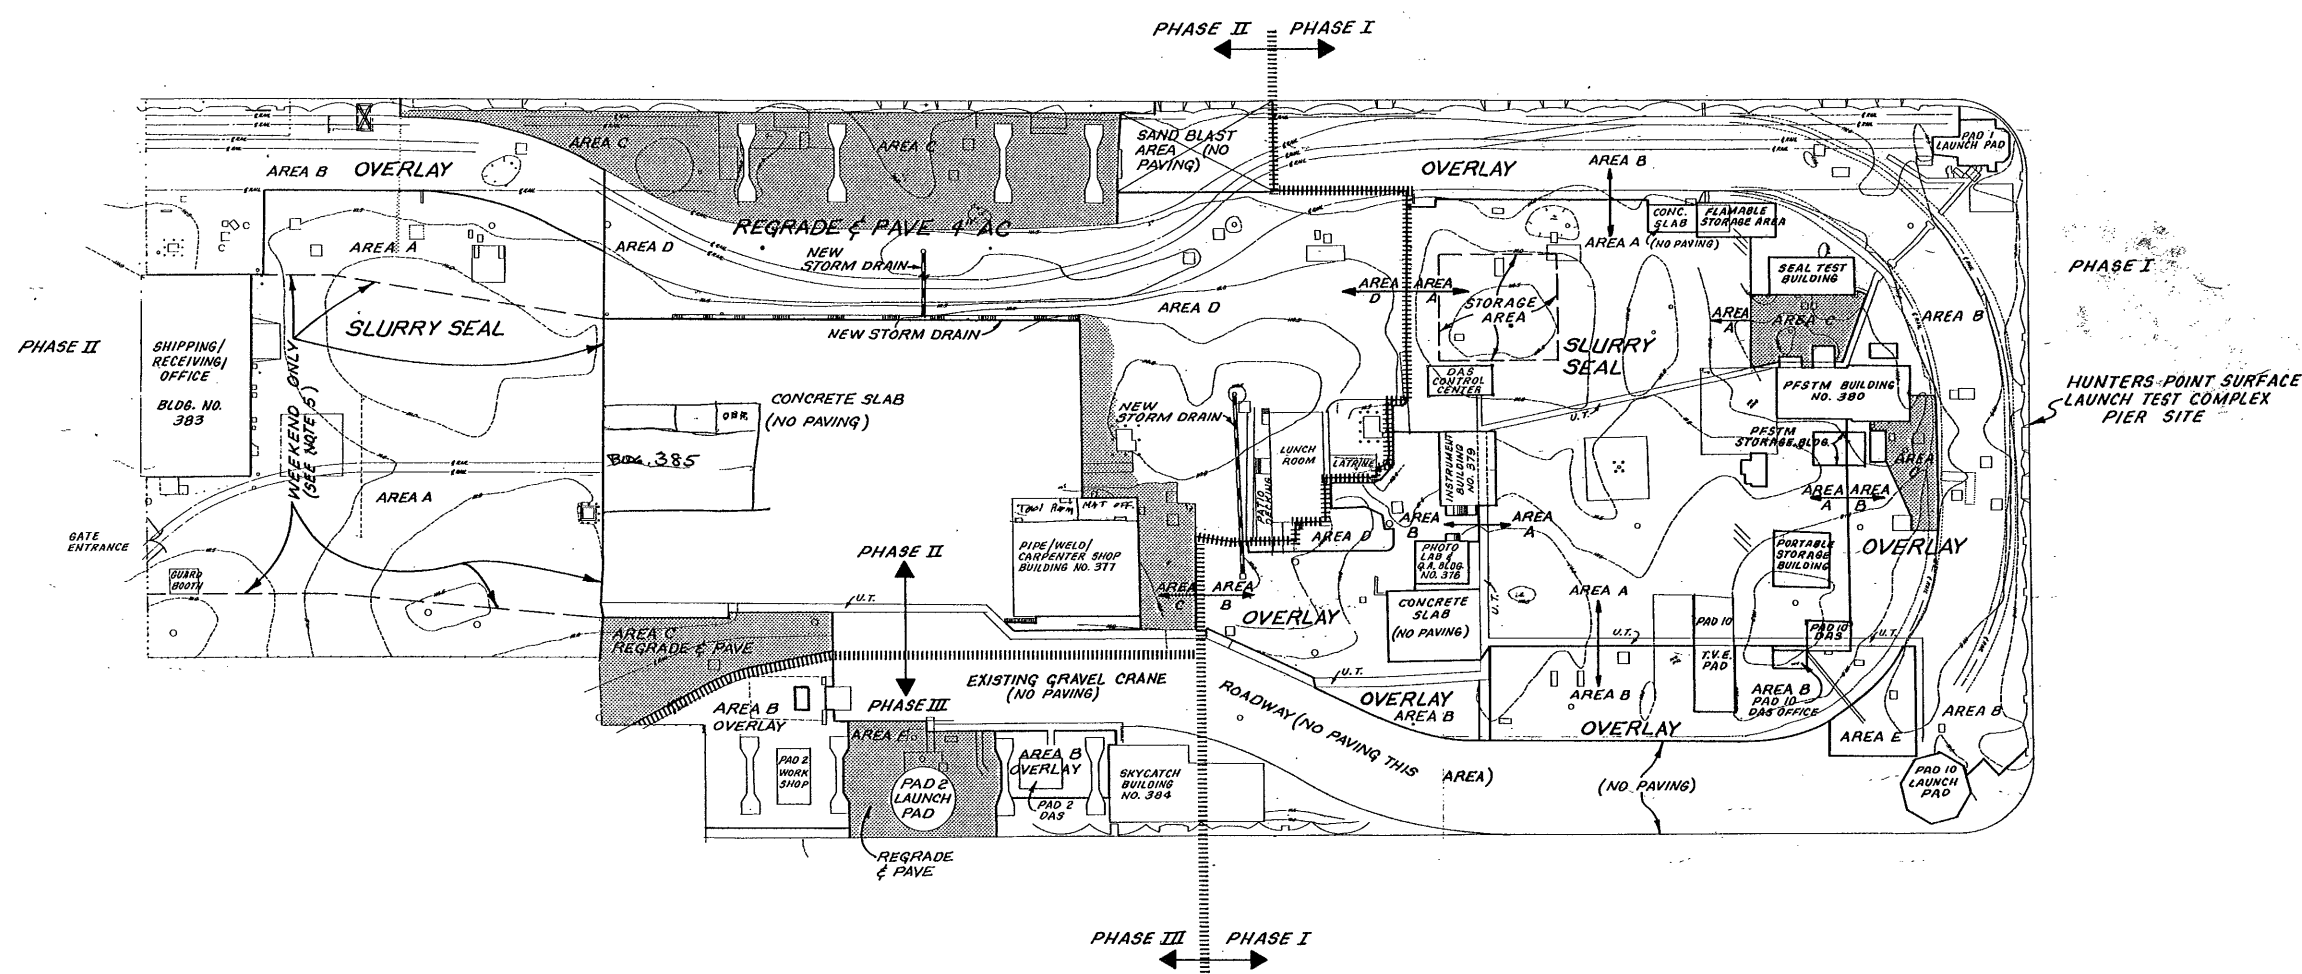 PHASE II
PHASE I
AREA C
AREA C
SAND BLAST
AREA (NO
PAVING)
PAD 1
LAUNCH PAD
AREA B
OVERLAY
OVERLAY
AREA B
CONC.
SLAB
FLAMABLE
STORAGE AREA
AREA A
(NO PAVING)
REGRADE & PAVE 4" AC
AREA A
AREA D
NEW
STORM DRAIN
SEAL TEST
BUILDING
PHASE I
AREA
D
AREA
A
STORAGE
AREA
AREA D
AREA
A
AREA C
AREA B
SLURRY SEAL
NEW STORM DRAIN
SLURRY
SEAL
PHASE II
SHIPPING/
RECEIVING/
OFFICE
BLDG. NO.
383
WEEKEND ONLY
(SEE NOTE 5)
DAS
CONTROL
CENTER
PFSTM BUILDING
NO. 380
HUNTERS POINT SURFACE
LAUNCH TEST COMPLEX
PIER SITE
CONCRETE SLAB
(NO PAVING)
NEW
STORM DRAIN
U.T.
PFSTM
STORAGE BLDG.
BLDG. 385
LUNCH
ROOM
LATRINE
INSTRUMENT
BUILDING
NO. 379
AREA
C
AREA A
AREA
A
AREA
B
TOOL ROOM
MAT OFF.
PATIO
AREA D
AREA
B
AREA
A
GATE
ENTRANCE
PHASE II
PIPE/WELD/
CARPENTER SHOP
BUILDING NO. 377
PHOTO
LAB &
Q.A. BLDG.
NO. 376
PORTABLE
STORAGE
BUILDING
OVERLAY
GUARD
BOOTH
AREA
C
AREA
B
OVERLAY
CONCRETE
SLAB
(NO PAVING)
U.T.
AREA A
U.T.
PAD 10
PAD 10
DAS
U.T.
U.T.
AREA C
REGRADE & PAVE
T.V.E.
PAD
EXISTING GRAVEL CRANE
(NO PAVING)
U.T.
AREA B
AREA B
PAD 10
DAS OFFICE
PHASE III
AREA B
OVERLAY
ROADWAY (NO PAVING THIS
AREA)
OVERLAY
AREA B
OVERLAY
AREA B
AREA E
PAD 2
WORK
SHOP
PAD 2
LAUNCH
PAD
AREA B
OVERLAY
PAD 2
DAS
SKYCATCH
BUILDING
NO. 384
(NO PAVING)
PAD 10
LAUNCH
PAD
REGRADE
& PAVE
PHASE III
PHASE I